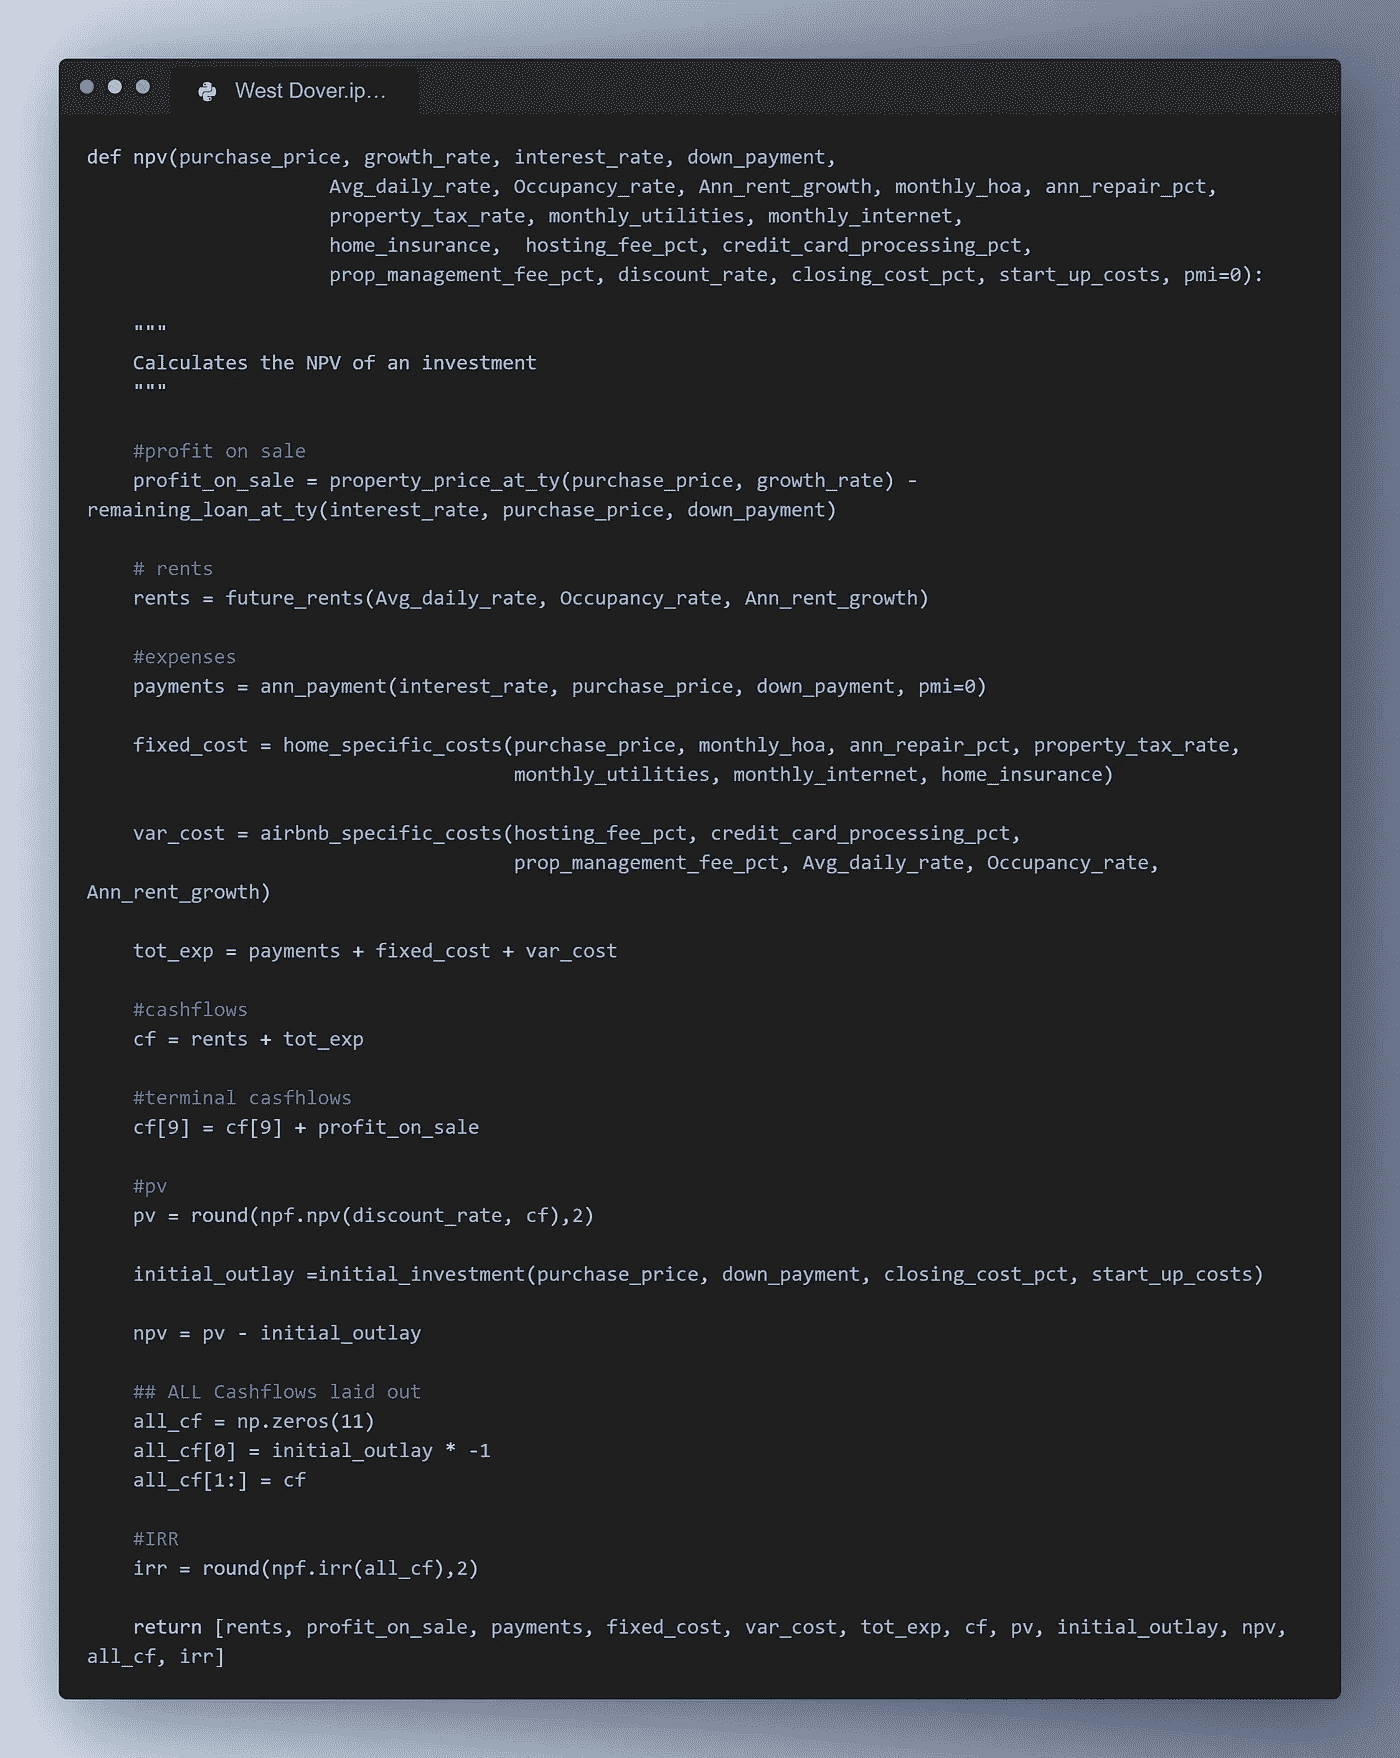 West Dover.ip...
def npv(purchase_price, growth_rate, interest_rate, down_payment,
                     Avg_daily_rate, Occupancy_rate, Ann_rent_growth, monthly_hoa, ann_repair_pct,
                     property_tax_rate, monthly_utilities, monthly_internet,
                     home_insurance,  hosting_fee_pct, credit_card_processing_pct,
                     prop_management_fee_pct, discount_rate, closing_cost_pct, start_up_costs, pmi=0):

    """
    Calculates the NPV of an investment
    """

    #profit on sale
    profit_on_sale = property_price_at_ty(purchase_price, growth_rate) -
remaining_loan_at_ty(interest_rate, purchase_price, down_payment)

    # rents
    rents = future_rents(Avg_daily_rate, Occupancy_rate, Ann_rent_growth)

    #expenses
    payments = ann_payment(interest_rate, purchase_price, down_payment, pmi=0)

    fixed_cost = home_specific_costs(purchase_price, monthly_hoa, ann_repair_pct, property_tax_rate,
                                     monthly_utilities, monthly_internet, home_insurance)

    var_cost = airbnb_specific_costs(hosting_fee_pct, credit_card_processing_pct,
                                     prop_management_fee_pct, Avg_daily_rate, Occupancy_rate,
Ann_rent_growth)

    tot_exp = payments + fixed_cost + var_cost

    #cashflows
    cf = rents + tot_exp

    #terminal casfhlows
    cf[9] = cf[9] + profit_on_sale

    #pv
    pv = round(npf.npv(discount_rate, cf),2)

    initial_outlay =initial_investment(purchase_price, down_payment, closing_cost_pct, start_up_costs)

    npv = pv - initial_outlay

    ## ALL Cashflows laid out
    all_cf = np.zeros(11)
    all_cf[0] = initial_outlay * -1
    all_cf[1:] = cf

    #IRR
    irr = round(npf.irr(all_cf),2)

    return [rents, profit_on_sale, payments, fixed_cost, var_cost, tot_exp, cf, pv, initial_outlay, npv,
all_cf, irr]